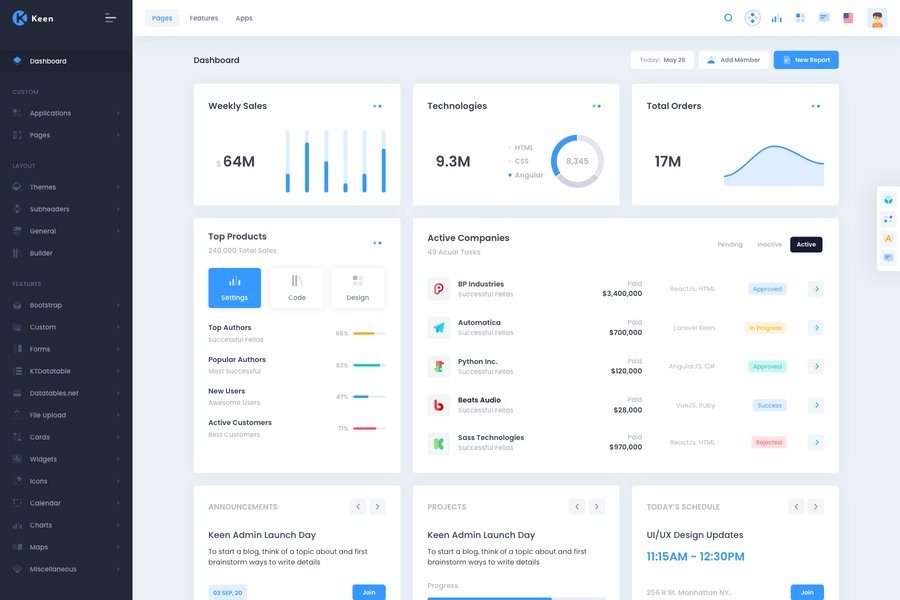 Keen
Pages Features Apps
Dashboard
CUSTOM
Applications
Pages
LAYOUT
Themes
Subheaders
General
Builder
FEATURES
Bootstrap
Custom
Forms
KTDatatable
Datatables.net
File Upload
Cards
Widgets
Icons
Calendar
Charts
Maps
Miscellaneous
Dashboard
Today: May 26
Add Member
New Report
Weekly Sales
$ 64M
Technologies
9.3M
HTML
CSS
Angular
8,345
Total Orders
17M
Top Products
240,000 Total Sales
Settings Code Design
Top Authors
Successful Fellas
65%
Popular Authors
Most Successful
83%
New Users
Awesome Users
47%
Active Customers
Best Customers
71%
Active Companies
49 Acual Tasks
Pending Inactive Active
BP Industries
Successful Fellas
Paid
$3,400,000
ReactJs, HTML
Approved
Automatica
Successful Fellas
Paid
$700,000
Laravel Keen
In Progress
Python Inc.
Successful Fellas
Paid
$120,000
AngularJS, C#
Approved
Beats Audio
Successful Fellas
Paid
$28,000
VueJS, Ruby
Success
Sass Technologies
Successful Fellas
Paid
$970,000
ReactJs, HTML
Rejected
ANNOUNCEMENTS
Keen Admin Launch Day
To start a blog, think of a topic about and first
brainstorm ways to write details
03 SEP, 20
Join
PROJECTS
Keen Admin Launch Day
To start a blog, think of a topic about and first
brainstorm ways to write details
Progress
TODAY'S SCHEDULE
UI/UX Design Updates
11:15AM - 12:30PM
256 R St. Manhattan NY..
Join